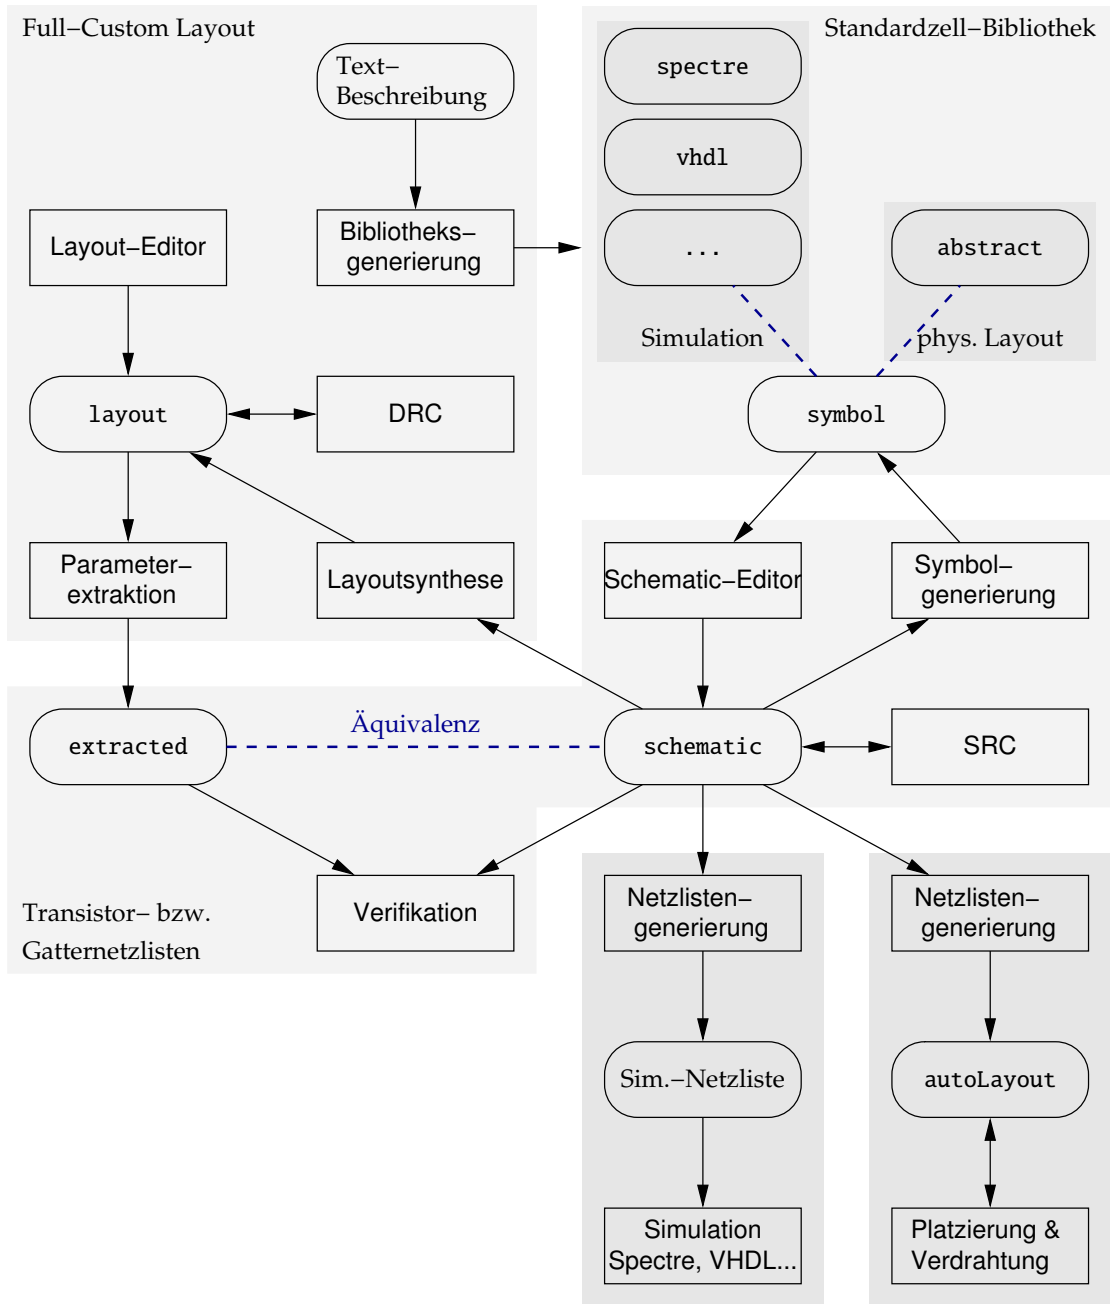 Full−Custom Layout
Standardzell−Bibliothek
Text−
Beschreibung
spectre
vhdl
Layout−Editor
Bibliotheks−
generierung
...
abstract
Simulation
phys. Layout
layout
DRC
symbol
Parameter−
extraktion
Layoutsynthese
Schematic−Editor
Symbol−
generierung
Äquivalenz
extracted
schematic
SRC
Transistor− bzw.
Gatternetzlisten
Verifikation
Netzlisten−
generierung
Netzlisten−
generierung
Sim.−Netzliste
autoLayout
Simulation
Spectre, VHDL...
Platzierung &
Verdrahtung